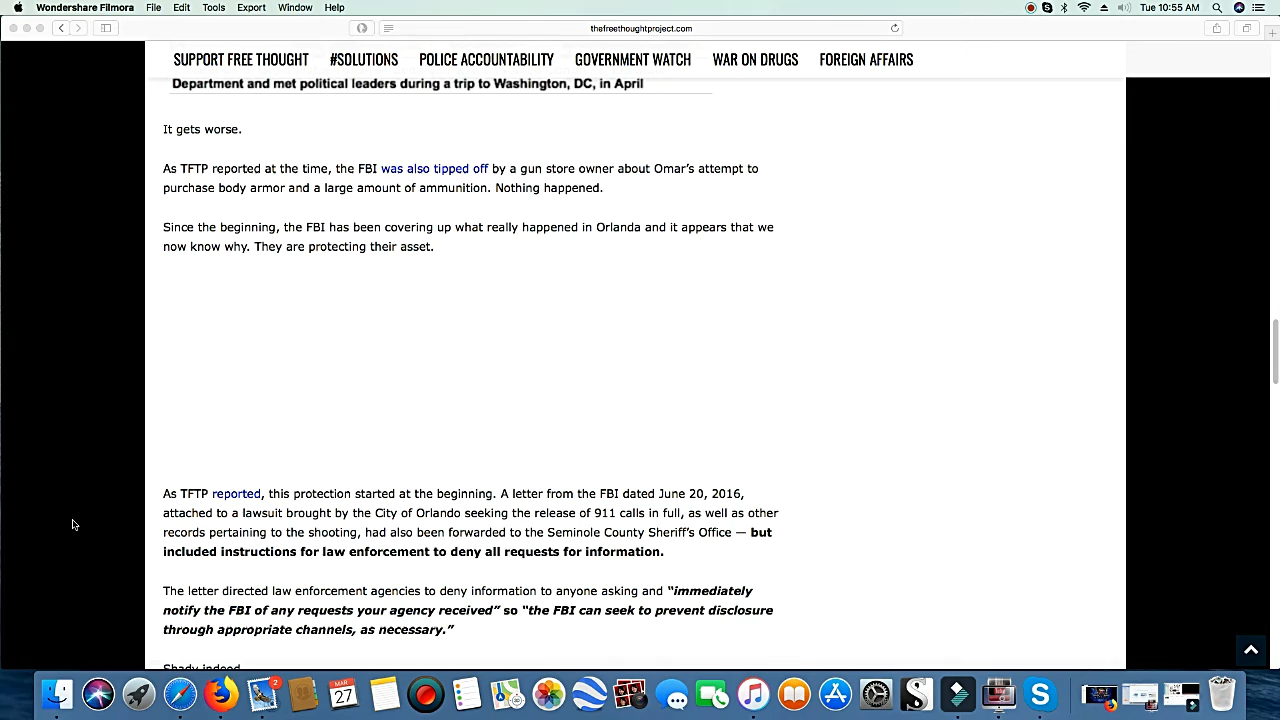 Wondershare Filmora File Edit Tools Export Window Help Tue 10:55 AM
thefreethoughtproject.com
SUPPORT FREE THOUGHT #SOLUTIONS POLICE ACCOUNTABILITY GOVERNMENT WATCH WAR ON DRUGS FOREIGN AFFAIRS
Department and met political leaders during a trip to Washington, DC, in April
It gets worse.
As TFTP reported at the time, the FBI was also tipped off by a gun store owner about Omar’s attempt to
purchase body armor and a large amount of ammunition. Nothing happened.
Since the beginning, the FBI has been covering up what really happened in Orlanda and it appears that we
now know why. They are protecting their asset.
As TFTP reported, this protection started at the beginning. A letter from the FBI dated June 20, 2016,
attached to a lawsuit brought by the City of Orlando seeking the release of 911 calls in full, as well as other
records pertaining to the shooting, had also been forwarded to the Seminole County Sheriff’s Office — but
included instructions for law enforcement to deny all requests for information.
The letter directed law enforcement agencies to deny information to anyone asking and “immediately
notify the FBI of any requests your agency received” so “the FBI can seek to prevent disclosure
through appropriate channels, as necessary.”
Shady indeed.
MAR
27
2